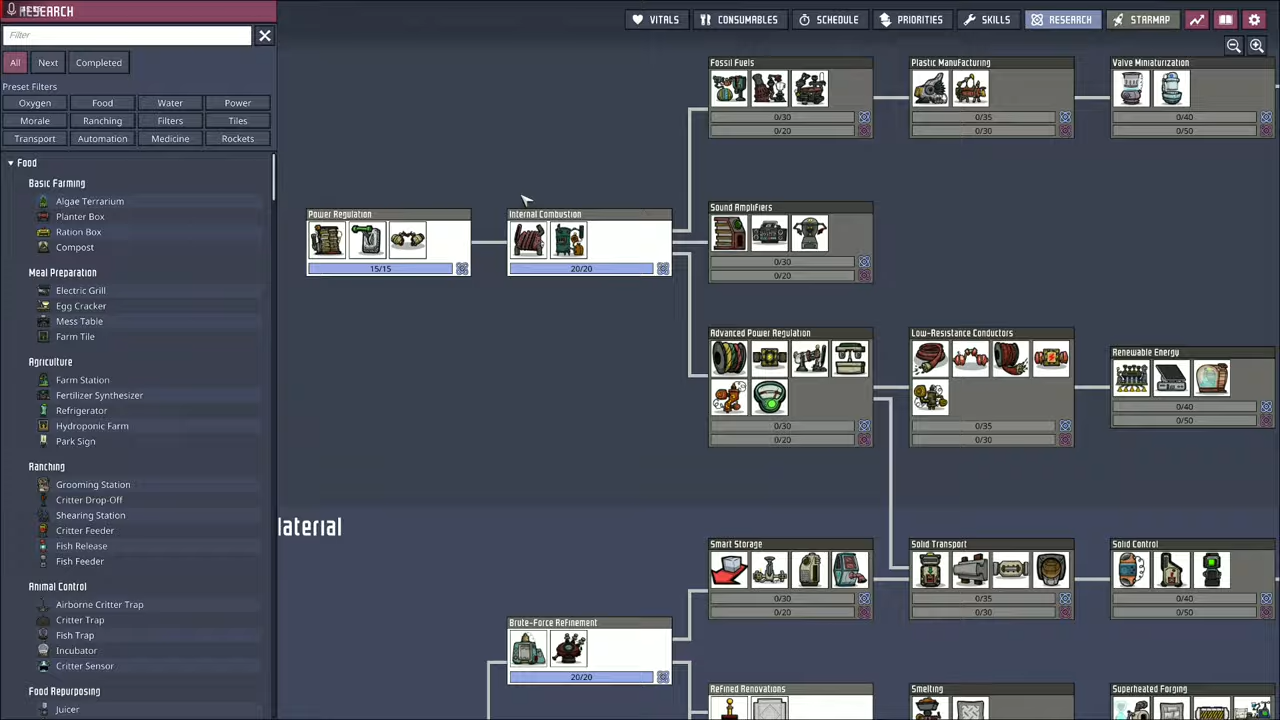 RESEARCH
VITALS
CONSUMABLES
SCHEDULE
PRIORITIES
SKILLS
RESEARCH
STARMAP
Filter
All
Next
Completed
Preset Filters
Oxygen
Food
Water
Power
Morale
Ranching
Filters
Tiles
Transport
Automation
Medicine
Rockets
Food
Basic Farming
Algae Terrarium
Planter Box
Ration Box
Compost
Meal Preparation
Electric Grill
Egg Cracker
Mess Table
Farm Tile
Agriculture
Farm Station
Fertilizer Synthesizer
Refrigerator
Hydroponic Farm
Park Sign
Ranching
Grooming Station
Critter Drop-Off
Shearing Station
Critter Feeder
Fish Release
Fish Feeder
Animal Control
Airborne Critter Trap
Critter Trap
Fish Trap
Incubator
Critter Sensor
Food Repurposing
Juicer
Fossil Fuels
0/30
0/20
Plastic Manufacturing
0/35
0/30
Valve Miniaturization
0/40
0/50
Power Regulation
15/15
Internal Combustion
20/20
Sound Amplifiers
0/30
0/20
Advanced Power Regulation
0/30
0/20
Low-Resistance Conductors
0/35
0/30
Renewable Energy
0/40
0/50
laterial
Smart Storage
0/30
0/20
Solid Transport
0/35
0/30
Solid Control
0/40
0/50
Brute-Force Refinement
20/20
Refined Renovations
Smelting
Superheated Forging